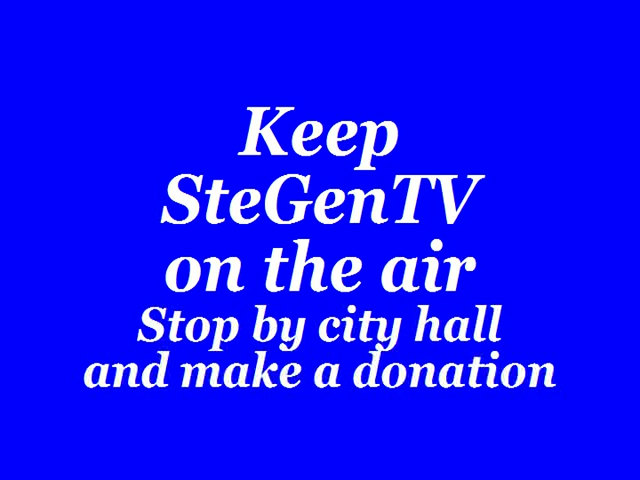 Keep
SteGenTV
on the air
Stop by city hall
and make a donation